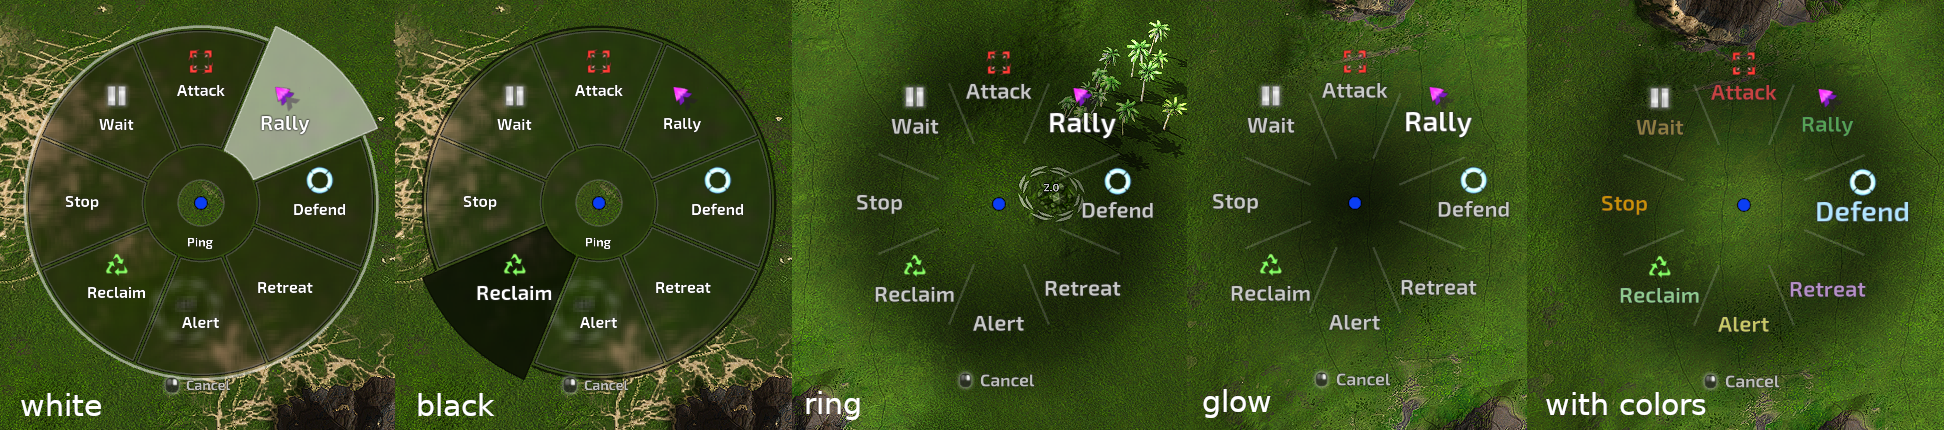 Attack
Wait
Rally
Stop
Defend
Ping
Reclaim
Retreat
Alert
Cancel
white
Attack
Wait
Rally
Stop
Defend
Ping
Reclaim
Retreat
Alert
Cancel
black
Attack
Wait
Rally
2.0
Stop
Defend
Reclaim
Retreat
Alert
Cancel
ring
Attack
Wait
Rally
Stop
Defend
Reclaim
Retreat
Alert
Cancel
glow
Attack
Wait
Rally
Stop
Defend
Reclaim
Retreat
Alert
Cancel
with colors